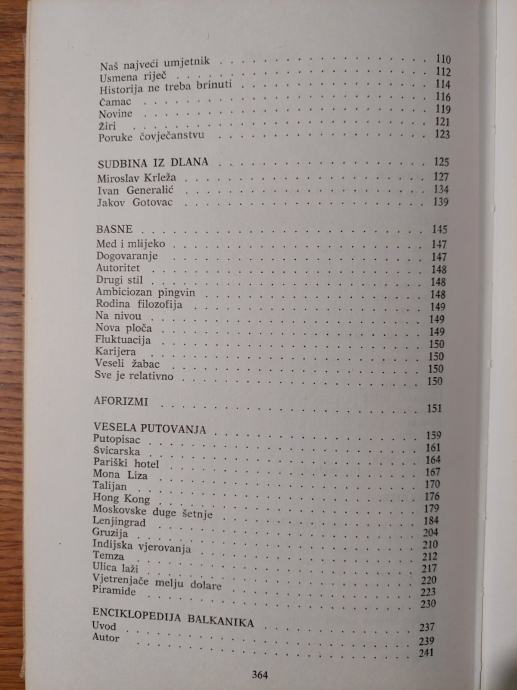 Naš najveći umjetnik . . . . . . . . . . . . . . 110
Usmena riječ . . . . . . . . . . . . . . 112
Historija ne treba brinuti . . . . . . . . . . . . . . 114
Čamac . . . . . . . . . . . . . . 116
Novine . . . . . . . . . . . . . . 119
Žiri . . . . . . . . . . . . . . 121
Poruke čovječanstvu . . . . . . . . . . . . . . 123
SUDBINA IZ DLANA . . . . . . . . . . . . . . 125
Miroslav Krleža . . . . . . . . . . . . . . 127
Ivan Generalić . . . . . . . . . . . . . . 134
Jakov Gotovac . . . . . . . . . . . . . . 139
BASNE . . . . . . . . . . . . . . 145
Med i mlijeko . . . . . . . . . . . . . . 147
Dogovaranje . . . . . . . . . . . . . . 147
Autoritet . . . . . . . . . . . . . . 148
Drugi stil . . . . . . . . . . . . . . 148
Ambiciozan pingvin . . . . . . . . . . . . . . 148
Rodina filozofija . . . . . . . . . . . . . . 149
Na nivou . . . . . . . . . . . . . . 149
Nova ploča . . . . . . . . . . . . . . 149
Fluktuacija . . . . . . . . . . . . . . 150
Karijera . . . . . . . . . . . . . . 150
Veseli žabac . . . . . . . . . . . . . . 150
Sve je relativno . . . . . . . . . . . . . . 150
AFORIZMI . . . . . . . . . . . . . . 151
VESELA PUTOVANJA . . . . . . . . . . . . . . 159
Putopisac . . . . . . . . . . . . . . 161
Švicarska . . . . . . . . . . . . . . 164
Pariški hotel . . . . . . . . . . . . . . 167
Mona Liza . . . . . . . . . . . . . . 170
Talijan . . . . . . . . . . . . . . 176
Hong Kong . . . . . . . . . . . . . . 179
Moskovske duge šetnje . . . . . . . . . . . . . . 184
Lenjingrad . . . . . . . . . . . . . . 204
Gruzija . . . . . . . . . . . . . . 210
Indijska vjerovanja . . . . . . . . . . . . . . 212
Temza . . . . . . . . . . . . . . 217
Ulica laži . . . . . . . . . . . . . . 220
Vjetrenjače melju dolare . . . . . . . . . . . . . . 223
Piramide . . . . . . . . . . . . . . 230
ENCIKLOPEDIJA BALKANIKA . . . . . . . . . . . . . . 237
Uvod . . . . . . . . . . . . . . 239
Autor . . . . . . . . . . . . . . 241
364